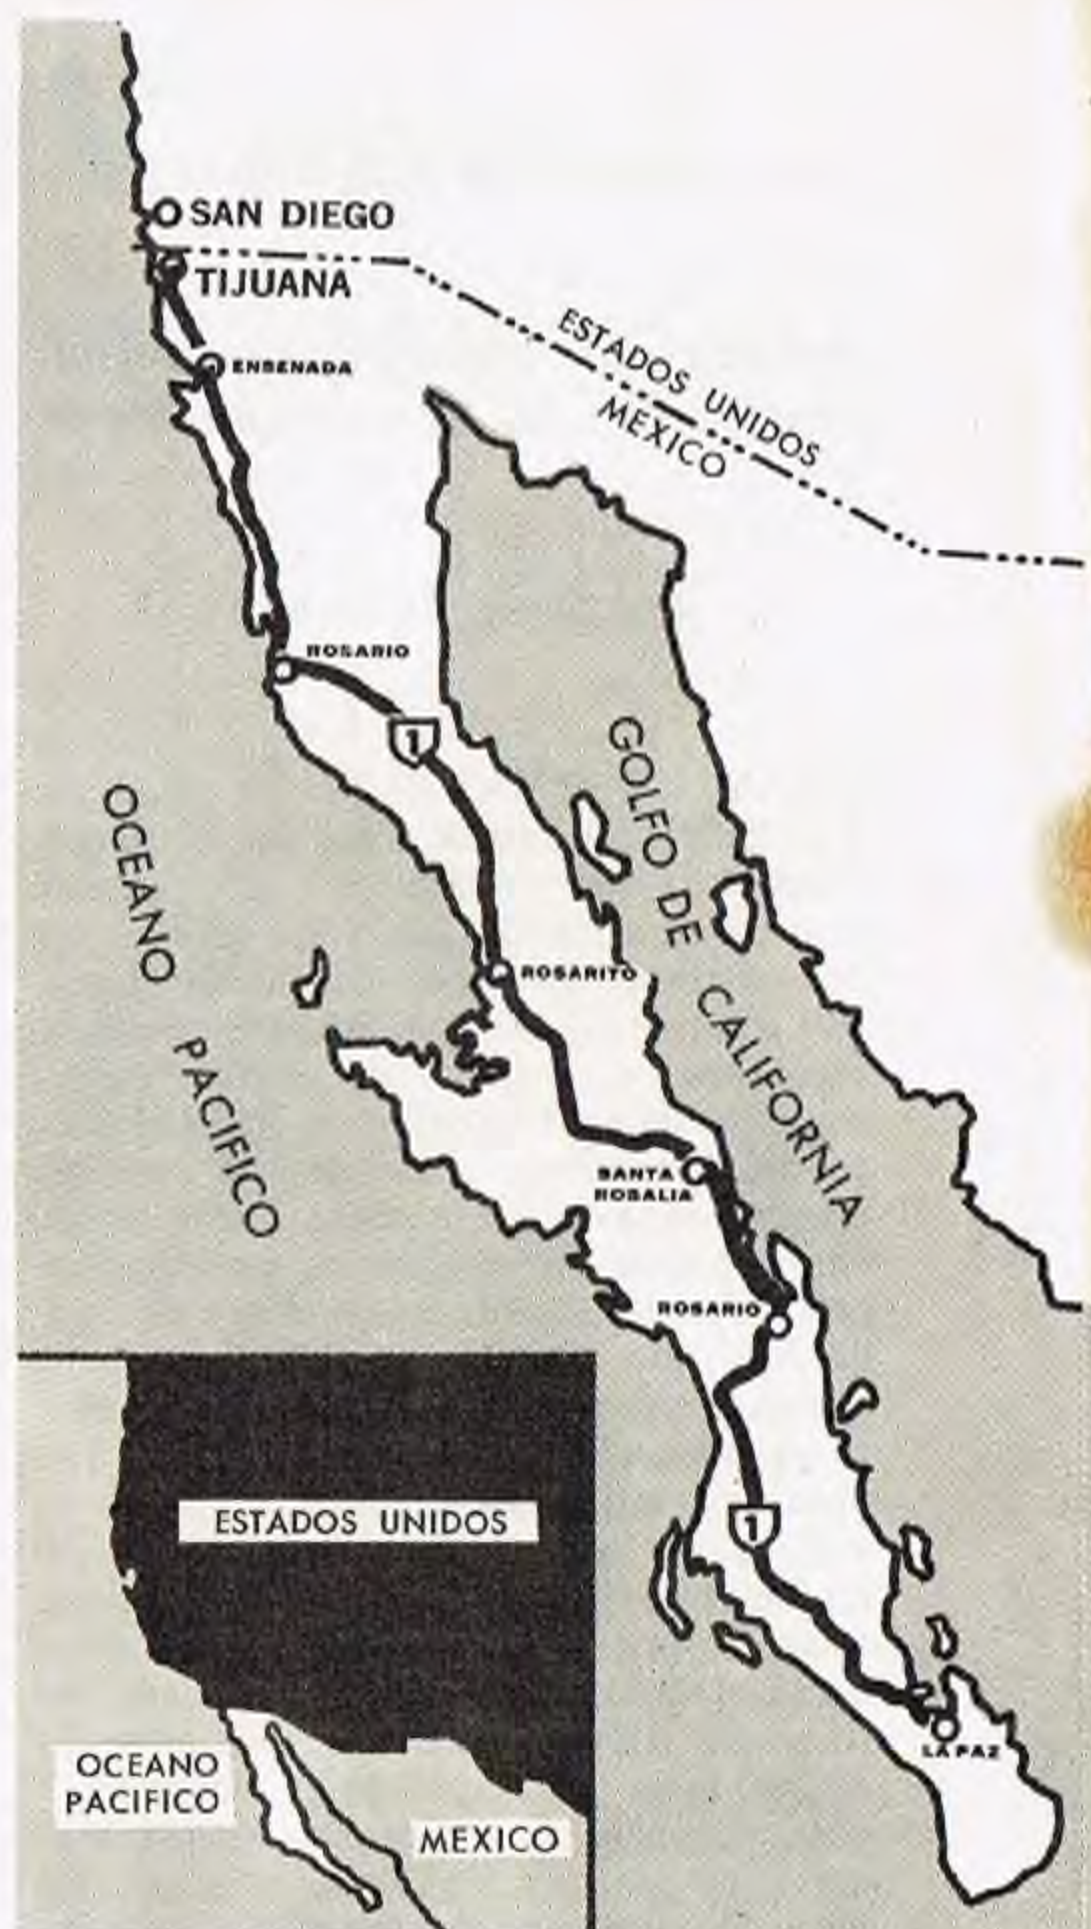 SAN DIEGO
TIJUANA
ENSENADA
ESTADOS UNIDOS
MEXICO
ROSARIO
1
GOLFO DE CALIFORNIA
OCEANO PACIFICO
ROSARITO
SANTA
ROSALIA
ROSARIO
1
LA PAZ
ESTADOS UNIDOS
OCEANO
PACIFICO
MEXICO